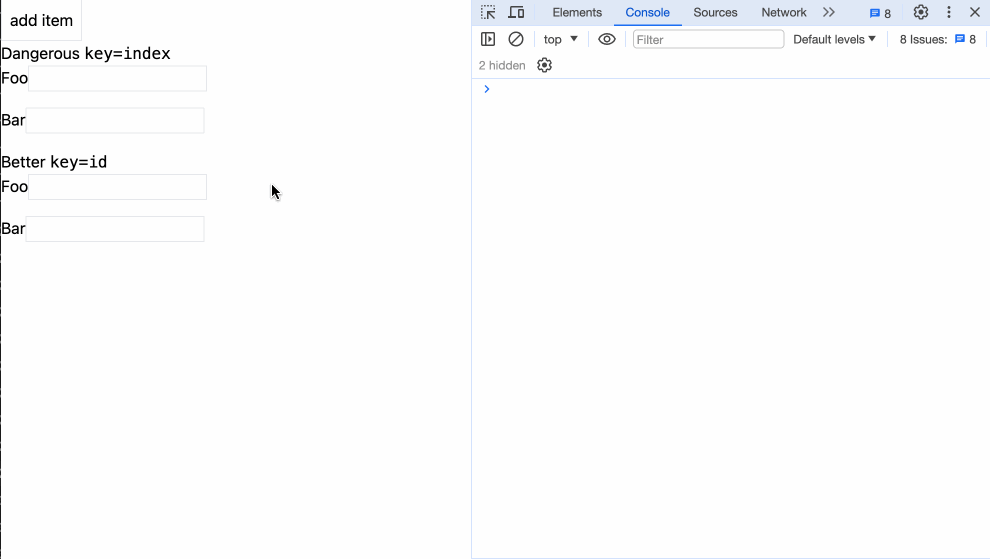 add item
Dangerous key=index
Foo
Bar
Better key=id
Foo
Bar
Elements Console Sources Network 8
top Filter Default levels 8 Issues: 8
2 hidden